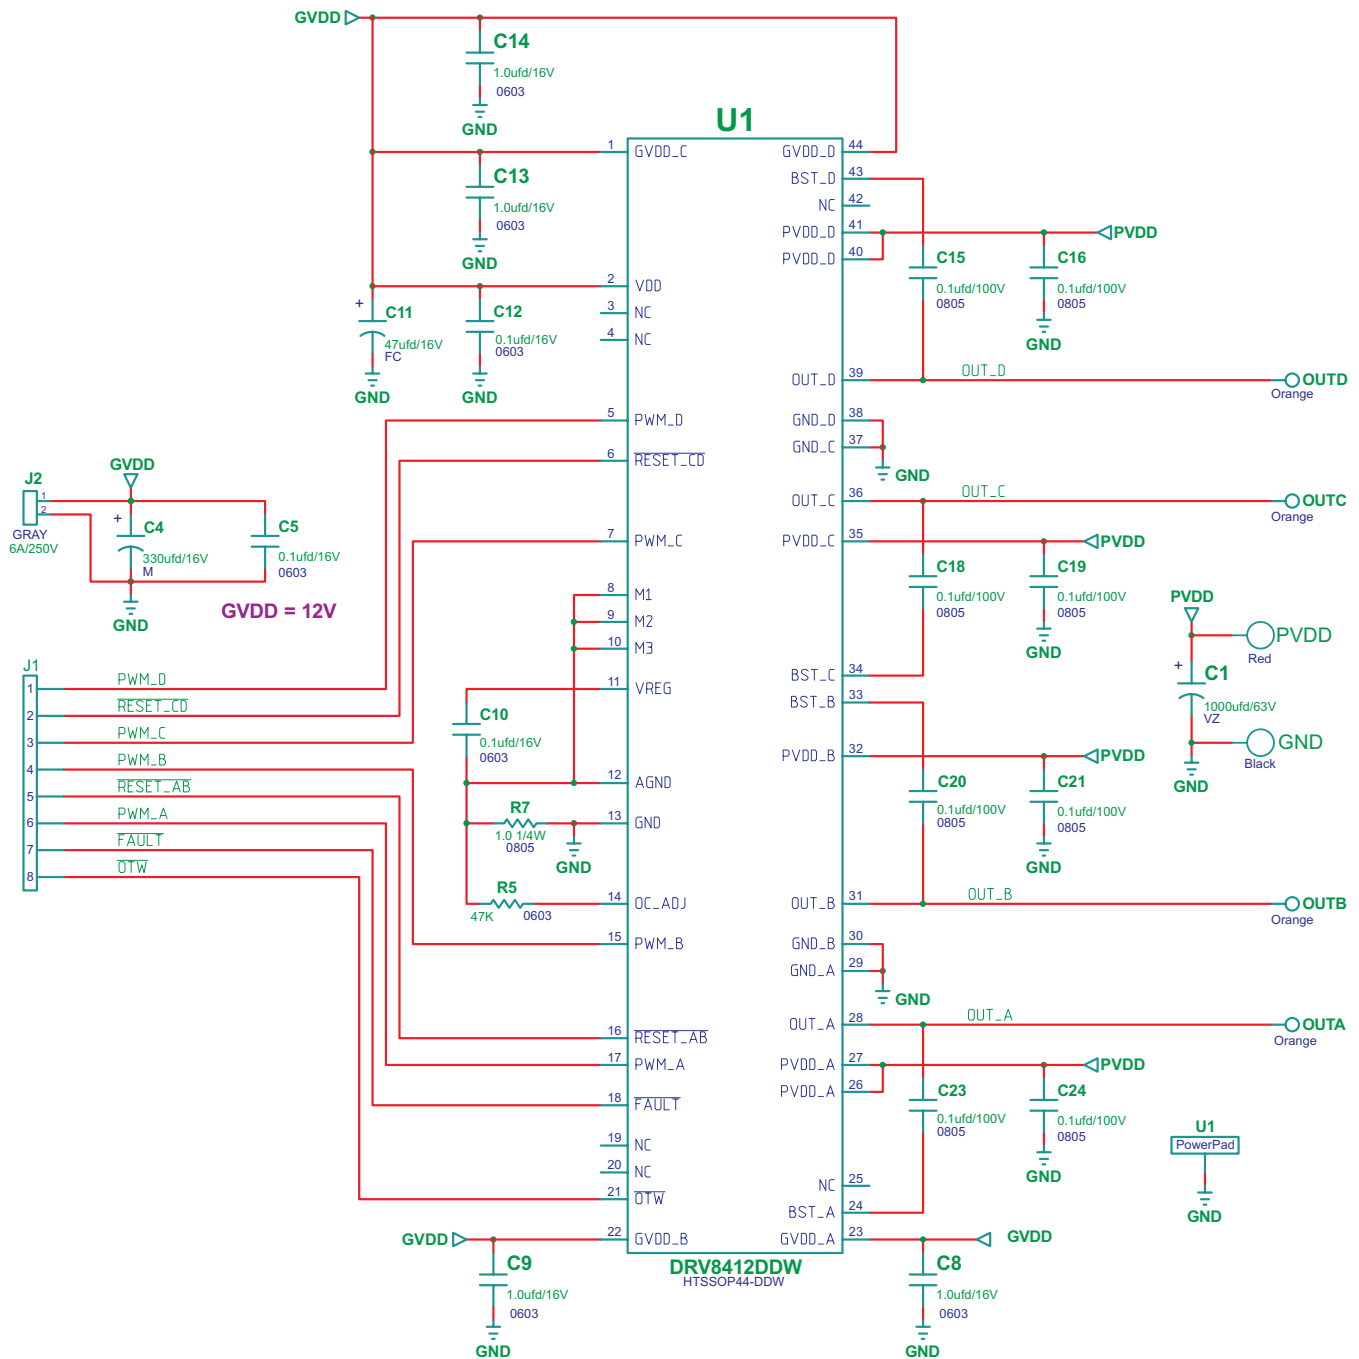 GVDD
C14
1.0ufd/16V
0603
GND
U1
1
GVDD_C
GVDD_D
44
C13
1.0ufd/16V
0603
GND
BST_D
43
NC
42
PVDD_D
41
PVDD
PVDD_D
40
C15
0.1ufd/100V
0805
C16
0.1ufd/100V
0805
GND
2
VDD
3
NC
4
NC
+
C11
47ufd/16V
FC
GND
C12
0.1ufd/16V
0603
GND
OUT_D
39
OUT_D
OUTD
Orange
5
PWM_D
GND_D
38
GND_C
37
GND
6
RESET_CD
J2
1
2
GRAY
6A/250V
GVDD
+
C4
330ufd/16V
M
GND
C5
0.1ufd/16V
0603
GVDD = 12V
OUT_C
36
OUT_C
OUTC
Orange
7
PWM_C
PVDD_C
35
PVDD
C18
0.1ufd/100V
0805
C19
0.1ufd/100V
0805
GND
8
M1
9
M2
10
M3
11
VREG
BST_C
34
BST_B
33
PVDD
PVDD
Red
+
C1
1000ufd/63V
VZ
GND
Black
GND
J1
1
PWM_D
2
RESET_CD
3
PWM_C
4
PWM_B
5
RESET_AB
6
PWM_A
7
FAULT
8
OTW
C10
0.1ufd/16V
0603
PVDD_B
32
PVDD
12
AGND
C20
0.1ufd/100V
0805
C21
0.1ufd/100V
0805
GND
R7
1.0 1/4W
0805
GND
13
GND
R5
47K
0603
14
OC_ADJ
OUT_B
31
OUT_B
OUTB
Orange
15
PWM_B
GND_B
30
GND_A
29
GND
OUT_A
28
OUT_A
OUTA
Orange
16
RESET_AB
17
PWM_A
PVDD_A
27
PVDD
PVDD_A
26
18
FAULT
C23
0.1ufd/100V
0805
C24
0.1ufd/100V
0805
GND
U1
PowerPad
GND
19
NC
20
NC
21
OTW
NC
25
BST_A
24
GVDD
22
GVDD_B
GVDD_A
23
GVDD
C9
1.0ufd/16V
0603
GND
DRV8412DDW
HTSSOP44-DDW
C8
1.0ufd/16V
0603
GND